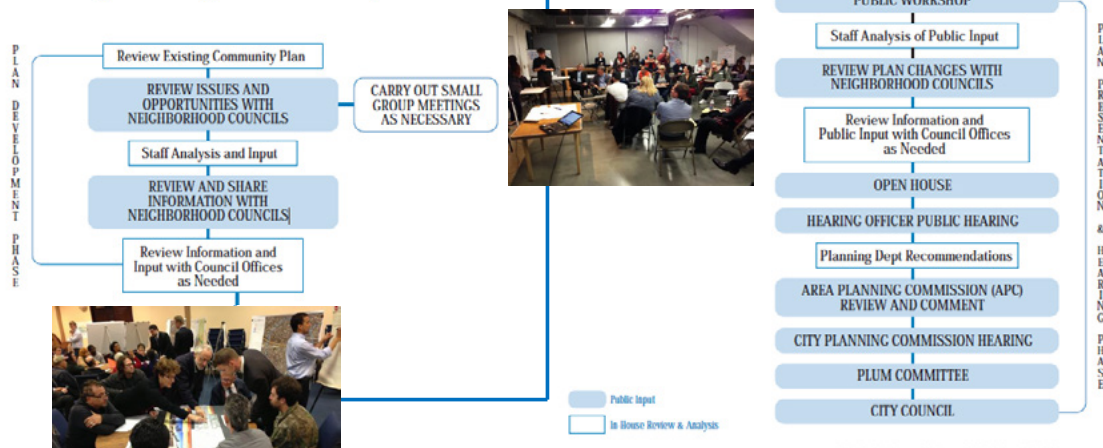 PLAN DEVELOPMENT PHASE
Review Existing Community Plan
REVIEW ISSUES AND
OPPORTUNITIES WITH
NEIGHBORHOOD COUNCILS
CARRY OUT SMALL
GROUP MEETINGS
AS NECESSARY
Staff Analysis and Input
REVIEW AND SHARE
INFORMATION WITH
NEIGHBORHOOD COUNCILS
Review Information and
Input with Council Offices
as Needed
PUBLIC WORKSHOP
Staff Analysis of Public Input
REVIEW PLAN CHANGES WITH
NEIGHBORHOOD COUNCILS
Review Information and
Public Input with Council Offices
as Needed
OPEN HOUSE
HEARING OFFICER PUBLIC HEARING
Planning Dept Recommendations
AREA PLANNING COMMISSION (APC)
REVIEW AND COMMENT
CITY PLANNING COMMISSION HEARING
PLUM COMMITTEE
CITY COUNCIL
PLAN PRESENTATION & HEARING PHASE
Public Input
In House Review & Analysis